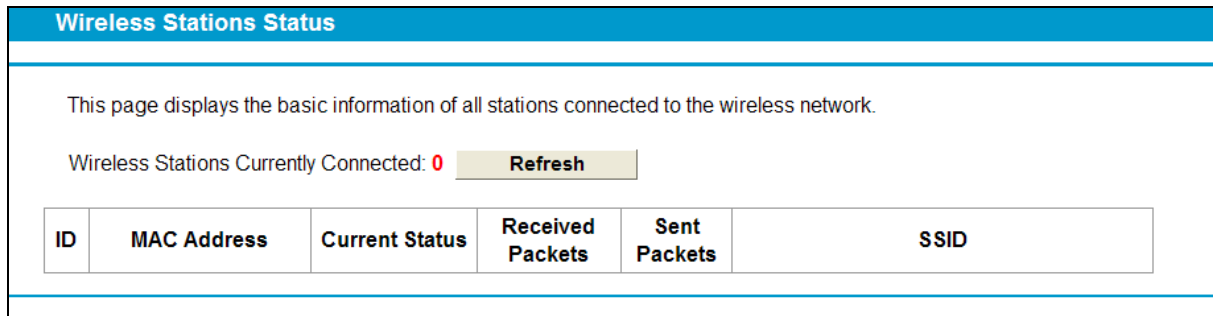 Wireless Stations Status
This page displays the basic information of all stations connected to the wireless network.
Wireless Stations Currently Connected: 0 Refresh
ID MAC Address Current Status Received Packets Sent Packets SSID